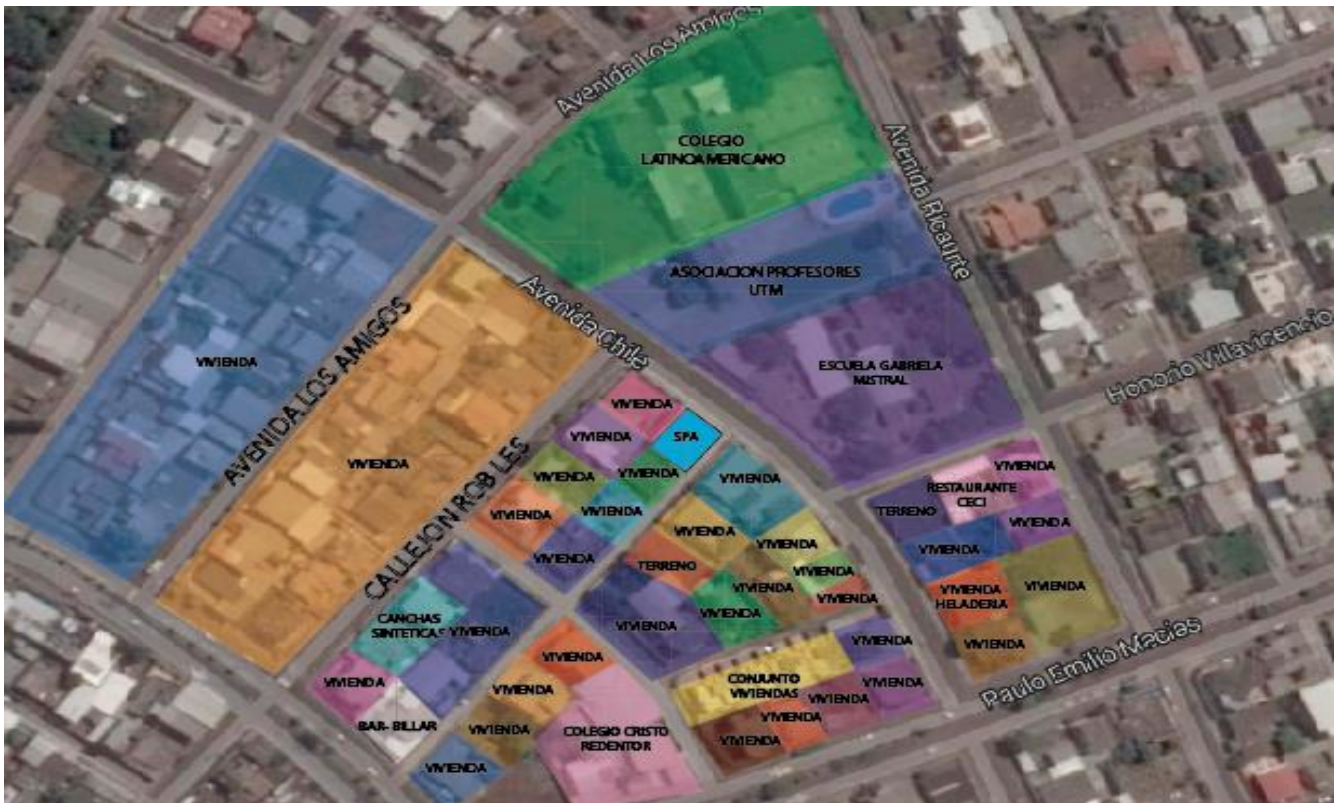 Avenida Los Amigos
COLEGIO
LATINOAMERICANO
Avenida Ricaurte
ASOCIACION PROFESORES
UTM
Avenida Chile
VIVIENDA
AVENIDA LOS AMIGOS
ESCUELA GABRIELA
MISTRAL
Honorio Villavicencio
VIVIENDA
CALLEJON ROBLES
VIVIENDA
VIVIENDA
SPA
VIVIENDA
VIVIENDA
VIVIENDA
VIVIENDA
VIVIENDA
VIVIENDA
VIVIENDA
VIVIENDA
TERRENO
VIVIENDA
VIVIENDA
VIVIENDA
VIVIENDA
VIVIENDA
VIVIENDA
VIVIENDA
RESTAURANTE
CECI
TERRENO
VIVIENDA
VIVIENDA
VIVIENDA
HELADERIA
VIVIENDA
VIVIENDA
Paulo Emilio Macias
CANCHAS
SINTETICAS
VIVIENDA
VIVIENDA
BAR- BILLAR
VIVIENDA
VIVIENDA
VIVIENDA
VIVIENDA
COLEGIO CRISTO
REDENTOR
CONJUNTO
VIVIENDAS
VIVIENDA
VIVIENDA
VIVIENDA
VIVIENDA
VIVIENDA